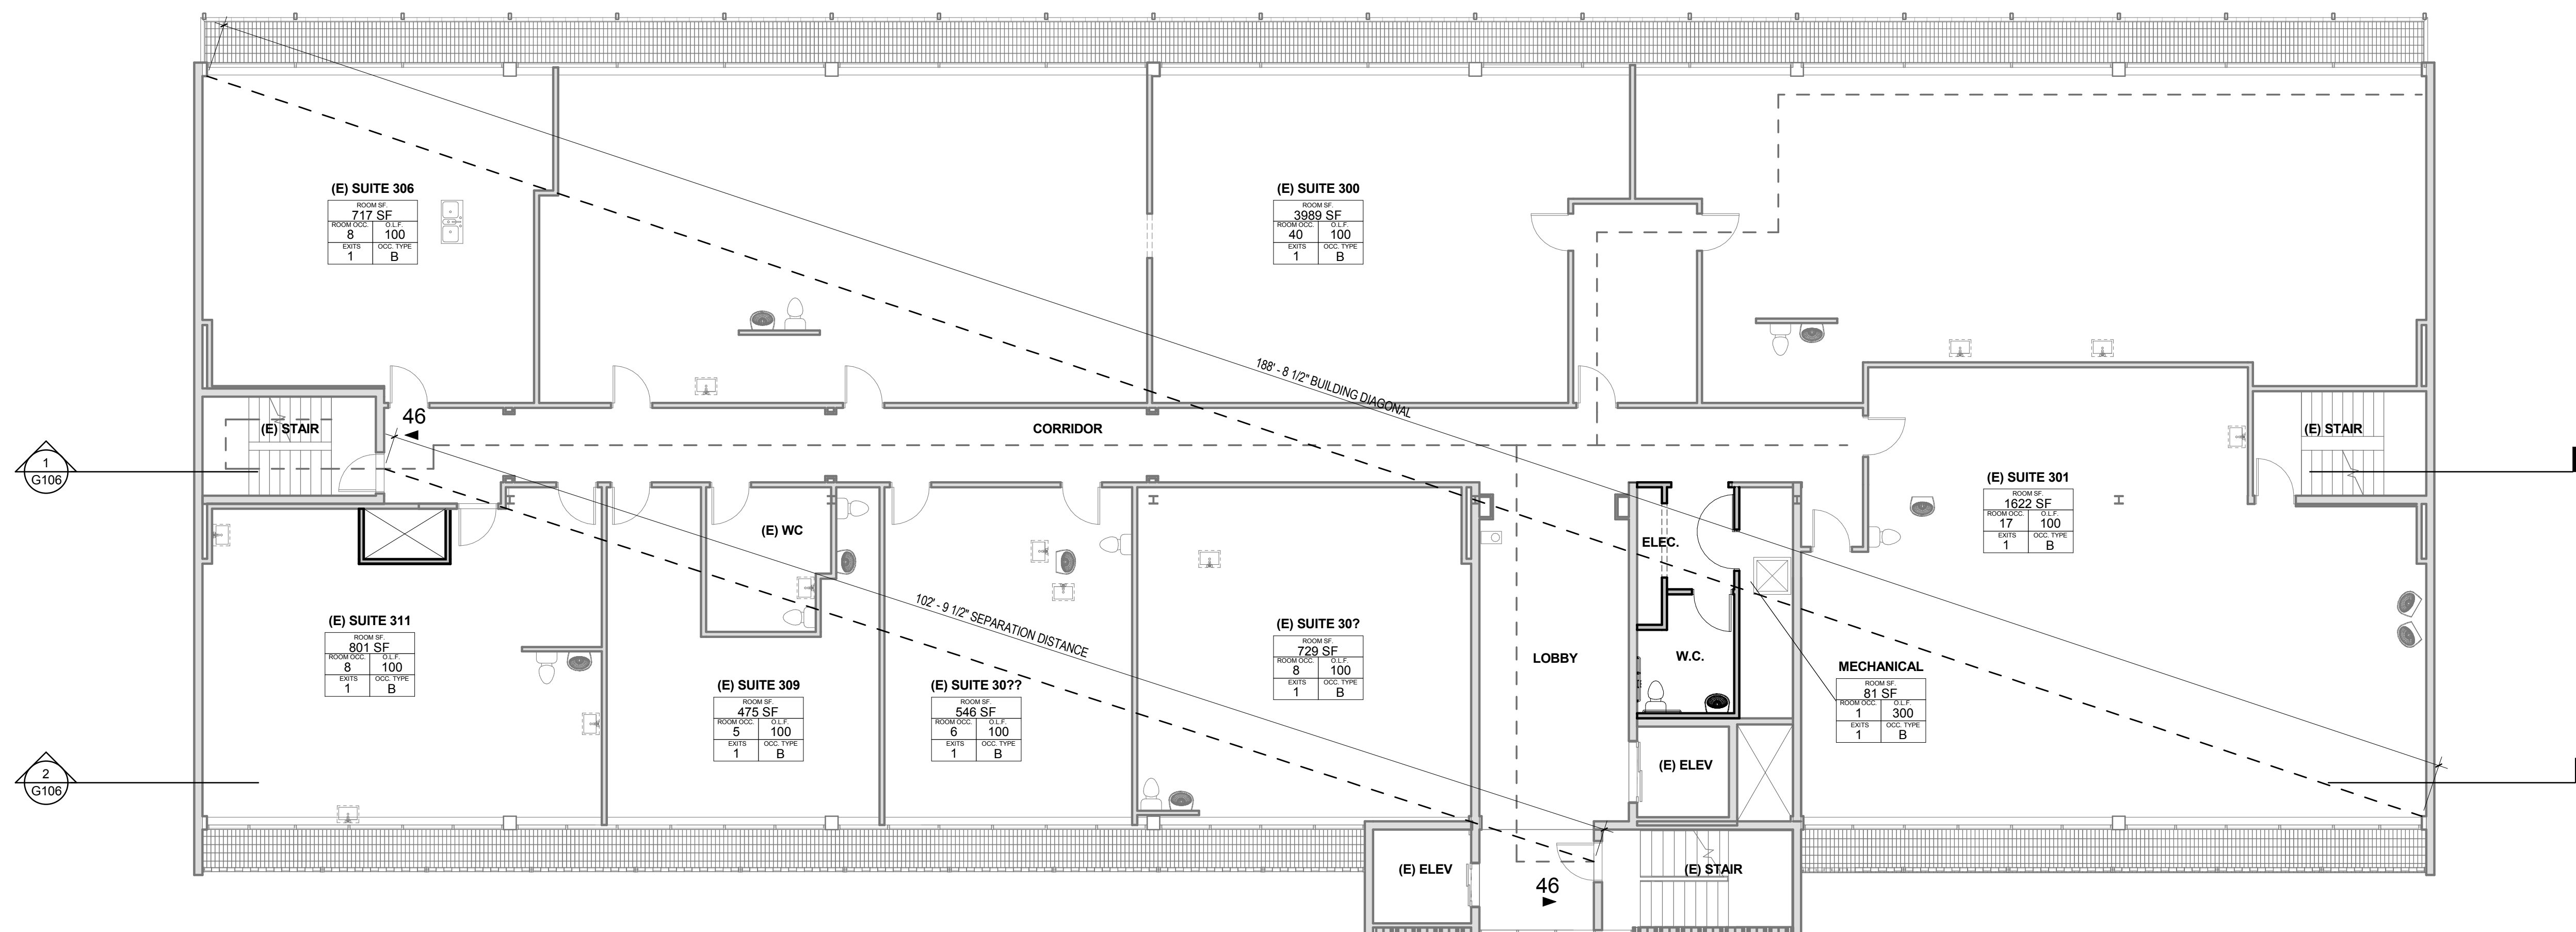 (E) SUITE 306
ROOM SF.
717 SF
ROOM OCC. O.L.F.
8 100
EXITS OCC. TYPE
1 B
(E) SUITE 300
ROOM SF.
3989 SF
ROOM OCC. O.L.F.
40 100
EXITS OCC. TYPE
1 B
188' - 8 1/2" BUILDING DIAGONAL
46
(E) STAIR
CORRIDOR
(E) STAIR
1
G106
(E) SUITE 301
ROOM SF.
1622 SF
ROOM OCC. O.L.F.
17 100
EXITS OCC. TYPE
1 B
(E) WC
ELEC.
102' - 9 1/2" SEPARATION DISTANCE
(E) SUITE 311
ROOM SF.
801 SF
ROOM OCC. O.L.F.
8 100
EXITS OCC. TYPE
1 B
(E) SUITE 309
ROOM SF.
475 SF
ROOM OCC. O.L.F.
5 100
EXITS OCC. TYPE
1 B
(E) SUITE 30??
ROOM SF.
546 SF
ROOM OCC. O.L.F.
6 100
EXITS OCC. TYPE
1 B
(E) SUITE 30?
ROOM SF.
729 SF
ROOM OCC. O.L.F.
8 100
EXITS OCC. TYPE
1 B
LOBBY
W.C.
MECHANICAL
ROOM SF.
81 SF
ROOM OCC. O.L.F.
1 300
EXITS OCC. TYPE
1 B
2
G106
(E) ELEV
(E) ELEV
46
(E) STAIR